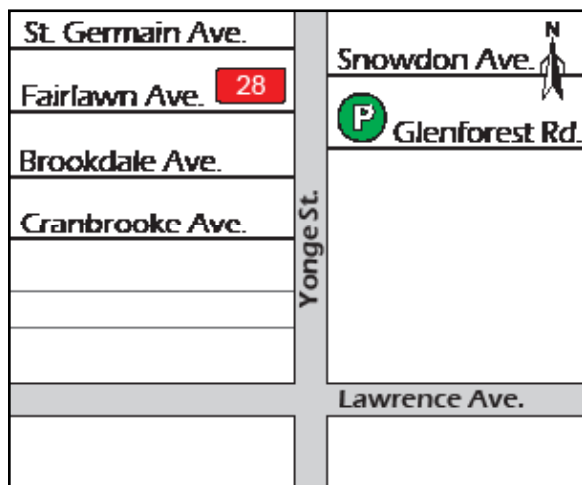 St. Germain Ave.
N
Snowdon Ave.
Fairlawn Ave.
28
P
Glenforest Rd.
Brookdale Ave.
Yonge St.
Cranbrooke Ave.
Lawrence Ave.